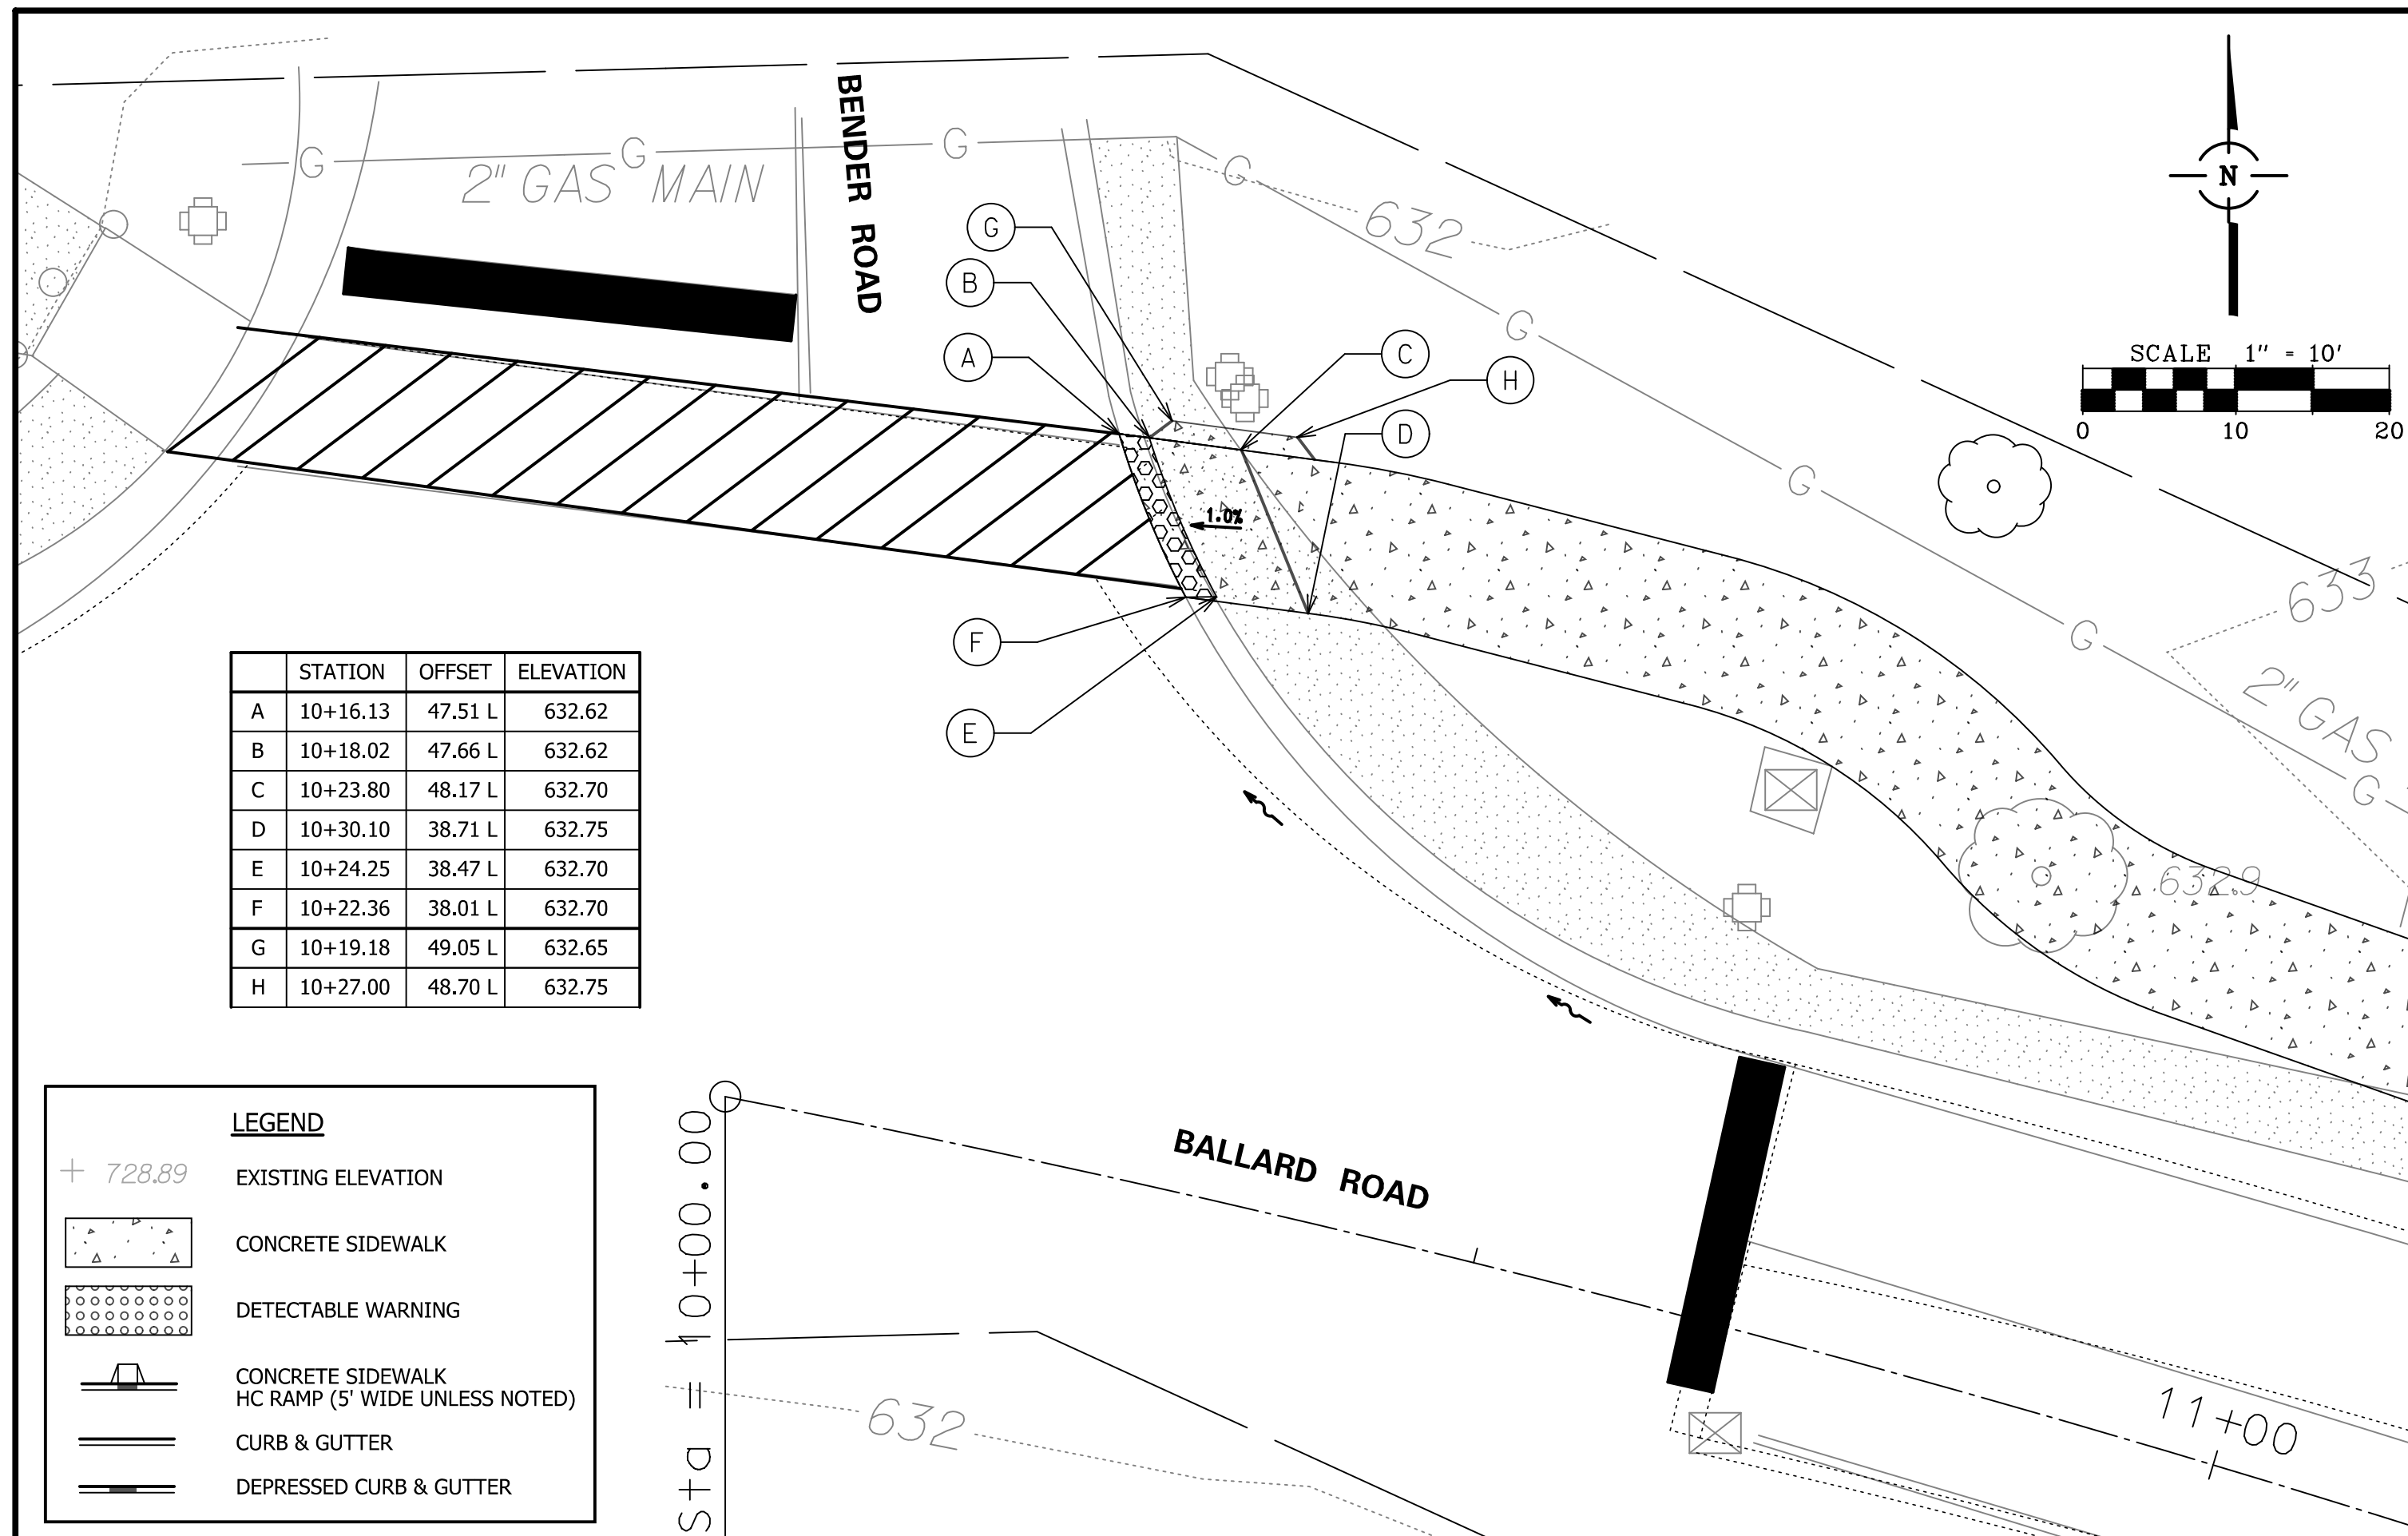 BENDER ROAD
G
G
G
G
2" GAS MAIN
632
N
SCALE 1" = 10'
0 10 20
G
B
A
C
H
D
F
E
G
G
G
G
1.0%
633
2" GAS
632.9
STATION OFFSET ELEVATION
A 10+16.13 47.51 L 632.62
B 10+18.02 47.66 L 632.62
C 10+23.80 48.17 L 632.70
D 10+30.10 38.71 L 632.75
E 10+24.25 38.47 L 632.70
F 10+22.36 38.01 L 632.70
G 10+19.18 49.05 L 632.65
H 10+27.00 48.70 L 632.75
LEGEND
+ 728.89 EXISTING ELEVATION
CONCRETE SIDEWALK
DETECTABLE WARNING
CONCRETE SIDEWALK
HC RAMP (5' WIDE UNLESS NOTED)
CURB & GUTTER
DEPRESSED CURB & GUTTER
Sta = 10+00.00
BALLARD ROAD
632
11+00